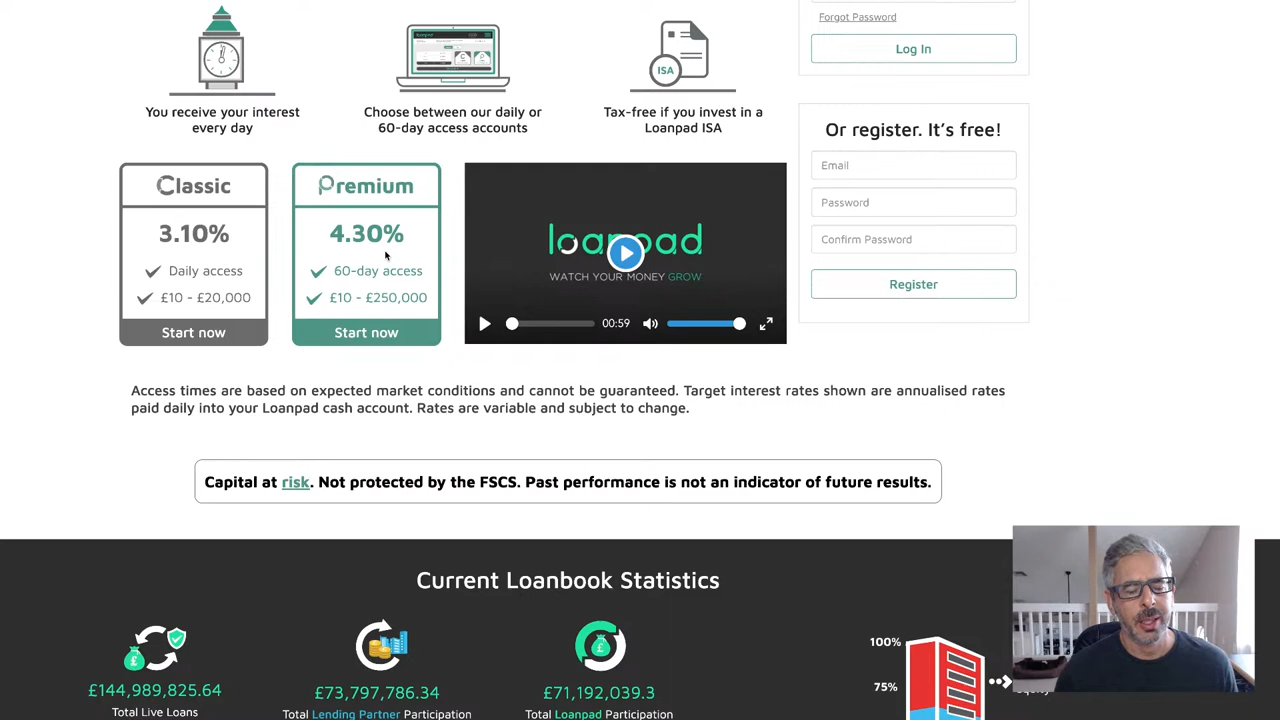 You receive your interest
every day
Choose between our daily or
60-day access accounts
ISA
Tax-free if you invest in a
Loanpad ISA
Forgot Password
Log In
Or register. It's free!
Email
Password
Confirm Password
Register
Classic
3.10%
Daily access
£10 - £20,000
Start now
Premium
4.30%
60-day access
£10 - £250,000
Start now
loanpad
WATCH YOUR MONEY GROW
00:59
Access times are based on expected market conditions and cannot be guaranteed. Target interest rates shown are annualised rates
paid daily into your Loanpad cash account. Rates are variable and subject to change.
Capital at risk. Not protected by the FSCS. Past performance is not an indicator of future results.
Current Loanbook Statistics
£144,989,825.64
Total Live Loans
£73,797,786.34
Total Lending Partner Participation
£71,192,039.3
Total Loanpad Participation
100%
75%